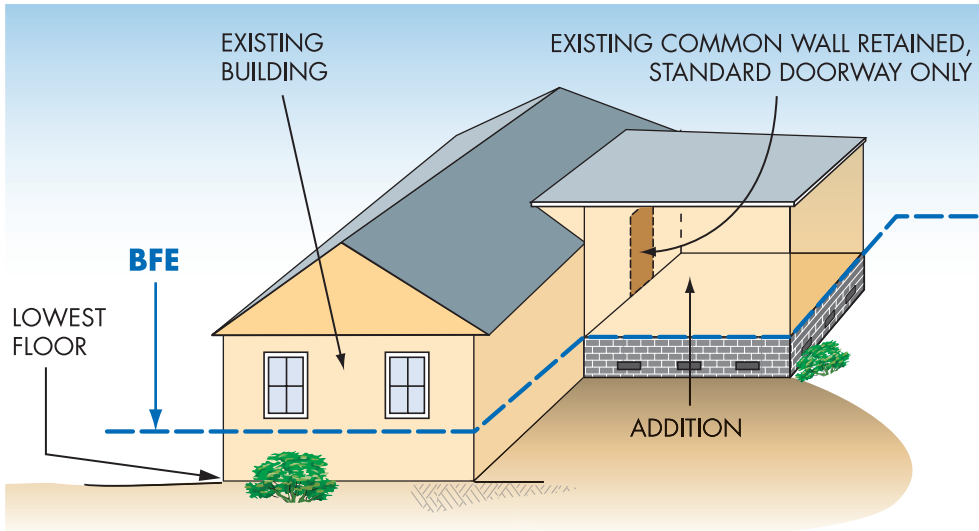 EXISTING
BUILDING
EXISTING COMMON WALL RETAINED,
STANDARD DOORWAY ONLY
BFE
LOWEST
FLOOR
ADDITION